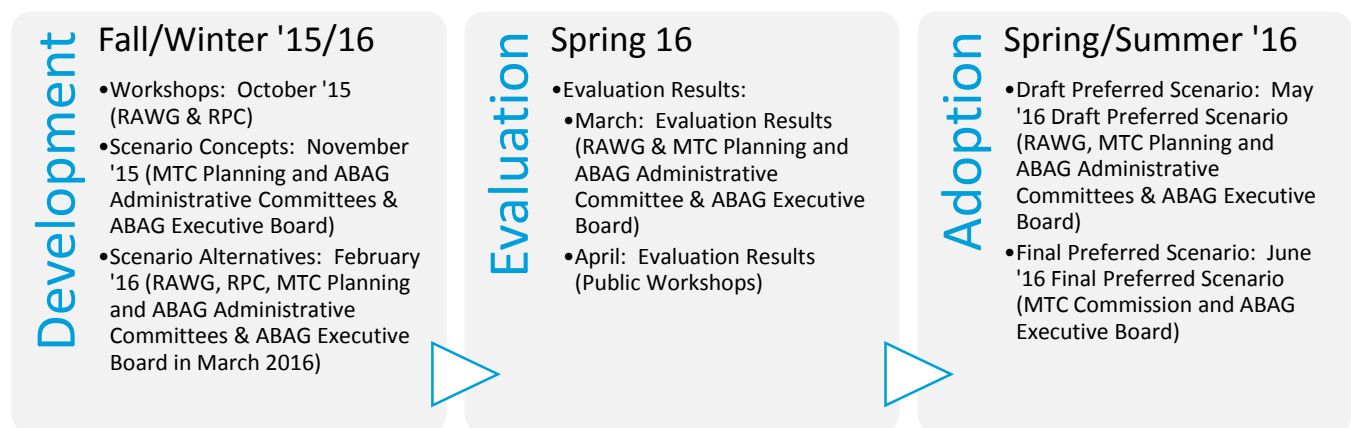 Development
Fall/Winter '15/16
•Workshops: October '15
(RAWG & RPC)
•Scenario Concepts: November
'15 (MTC Planning and ABAG
Administrative Committees &
ABAG Executive Board)
•Scenario Alternatives: February
'16 (RAWG, RPC, MTC Planning
and ABAG Administrative
Committees & ABAG Executive
Board in March 2016)
Evaluation
Spring 16
•Evaluation Results:
•March: Evaluation Results
(RAWG & MTC Planning and
ABAG Administrative
Committee & ABAG Executive
Board)
•April: Evaluation Results
(Public Workshops)
Adoption
Spring/Summer '16
•Draft Preferred Scenario: May
'16 Draft Preferred Scenario
(RAWG, MTC Planning and
ABAG Administrative
Committees & ABAG Executive
Board)
•Final Preferred Scenario: June
'16 Final Preferred Scenario
(MTC Commission and ABAG
Executive Board)